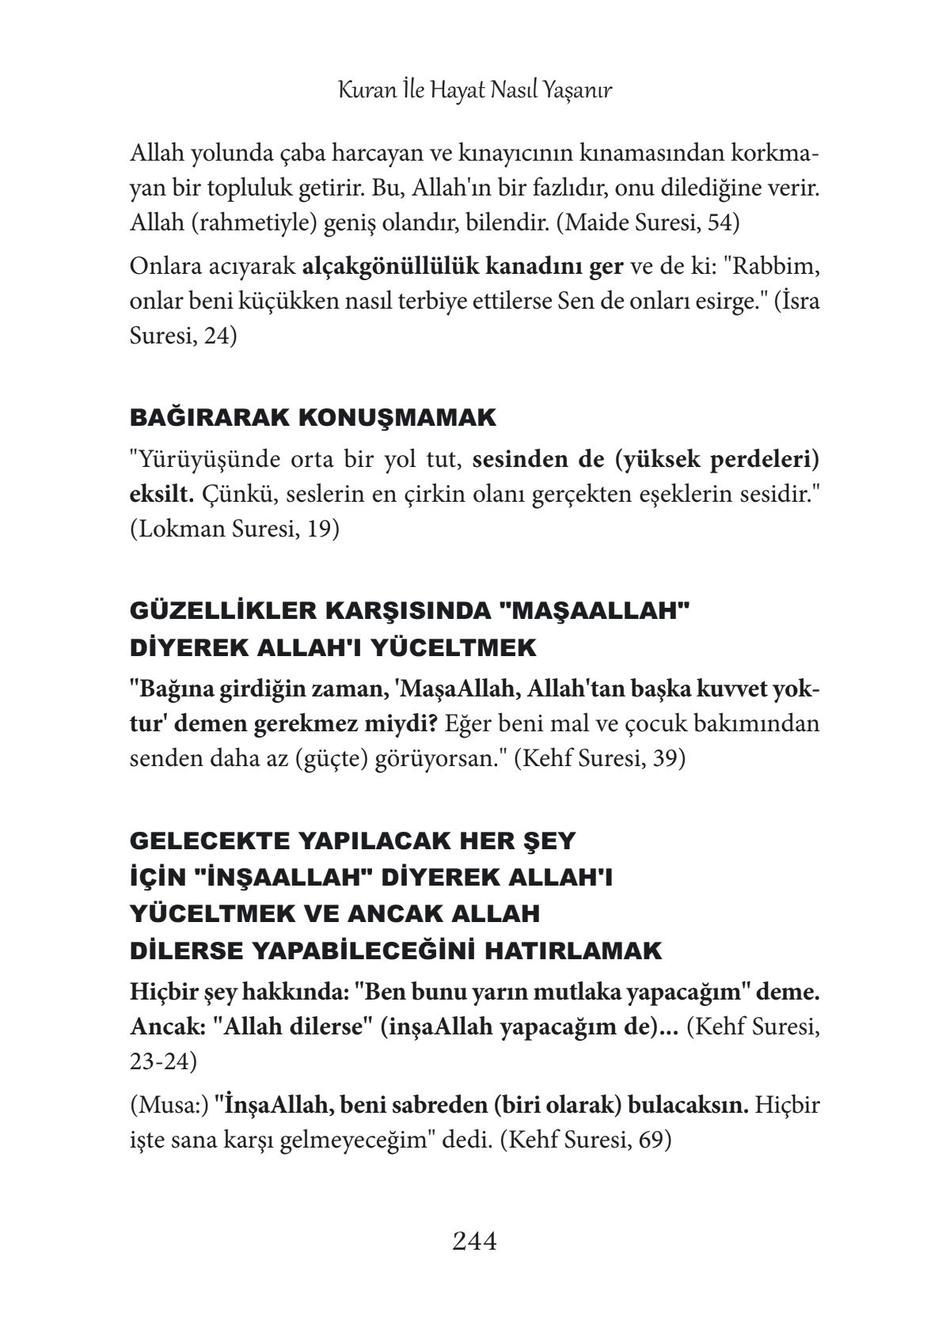 Kuran İle Hayat Nasıl Yaşanır
Allah yolunda çaba harcayan ve kınayıcının kınamasından korkma-
yan bir topluluk getirir. Bu, Allah'ın bir fazlıdır, onu dilediğine verir.
Allah (rahmetiyle) geniş olandır, bilendir. (Maide Suresi, 54)
Onlara acıyarak alçakgönüllülük kanadını ger ve de ki: "Rabbim,
onlar beni küçükken nasıl terbiye ettilerse Sen de onları esirge." (İsra
Suresi, 24)
BAĞIRARAK KONUŞMAMAK
"Yürüyüşünde orta bir yol tut, sesinden de (yüksek perdeleri)
eksilt. Çünkü, seslerin en çirkin olanı gerçekten eşeklerin sesidir."
(Lokman Suresi, 19)
GÜZELLİKLER KARŞISINDA "MAŞAALLAH"
DİYEREK ALLAH'I YÜCELTMEK
"Bağına girdiğin zaman, 'MaşaAllah, Allah'tan başka kuvvet yok-
tur' demen gerekmez miydi? Eğer beni mal ve çocuk bakımından
senden daha az (güçte) görüyorsan." (Kehf Suresi, 39)
GELECEKTE YAPILACAK HER ŞEY
İÇİN "İNŞAALLAH" DİYEREK ALLAH'I
YÜCELTMEK VE ANCAK ALLAH
DİLERSE YAPABİLECEĞİNİ HATIRLAMAK
Hiçbir şey hakkında: "Ben bunu yarın mutlaka yapacağım" deme.
Ancak: "Allah dilerse" (inşaAllah yapacağım de)... (Kehf Suresi,
23-24)
(Musa:) "İnşaAllah, beni sabreden (biri olarak) bulacaksın. Hiçbir
işte sana karşı gelmeyeceğim" dedi. (Kehf Suresi, 69)
244